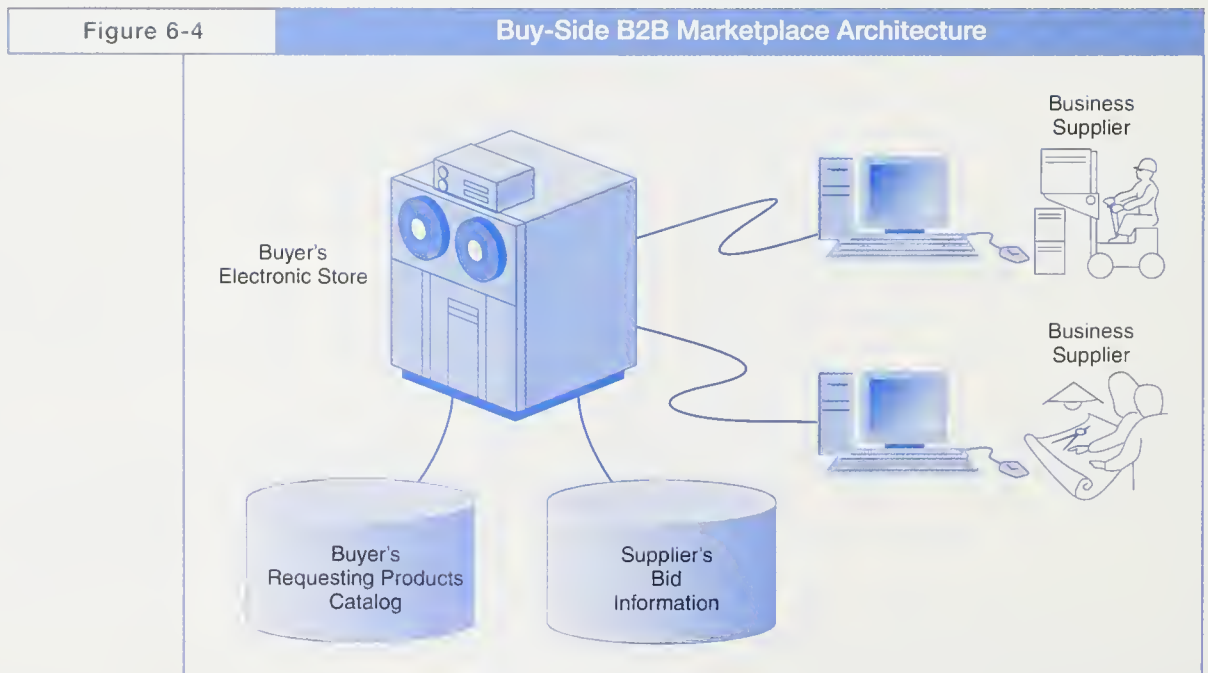 Figure 6-4
Buy-Side B2B Marketplace Architecture
Business
Supplier
Buyer's
Electronic Store
Business
Supplier
Buyer's
Requesting Products
Catalog
Supplier's
Bid
Information